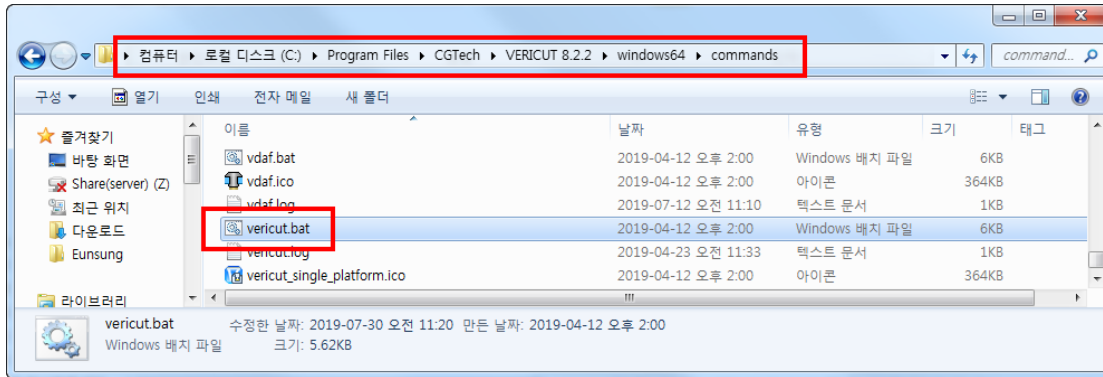 컴퓨터 ▸ 로컬 디스크 (C:) ▸ Program Files ▸ CGTech ▸ VERICUT 8.2.2 ▸ windows64 ▸ commands
command...
구성 ▼ 열기 인쇄 전자 메일 새 폴더
이름 날짜 유형 크기 태그
즐겨찾기
바탕 화면
Share(server) (Z)
최근 위치
다운로드
Eunsung
라이브러리
vdaf.bat 2019-04-12 오후 2:00 Windows 배치 파일 6KB
vdaf.ico 2019-04-12 오후 2:00 아이콘 364KB
vdaf.log 2019-07-12 오전 11:10 텍스트 문서 1KB
vericut.bat 2019-04-12 오후 2:00 Windows 배치 파일 6KB
vericut.log 2019-04-23 오전 11:33 텍스트 문서 1KB
vericut_single_platform.ico 2019-04-12 오후 2:00 아이콘 364KB
vericut.bat 수정한 날짜: 2019-07-30 오전 11:20 만든 날짜: 2019-04-12 오후 2:00
Windows 배치 파일 크기: 5.62KB